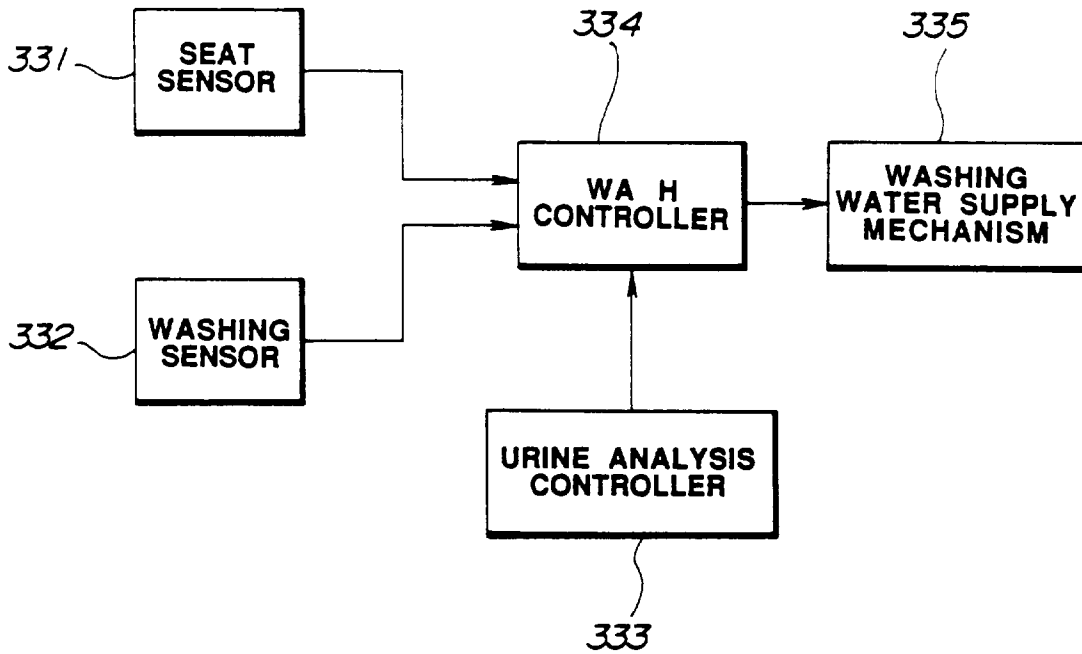 331
SEAT
SENSOR
334
335
WA H
CONTROLLER
WASHING
WATER SUPPLY
MECHANISM
332
WASHING
SENSOR
URINE ANALYSIS
CONTROLLER
333